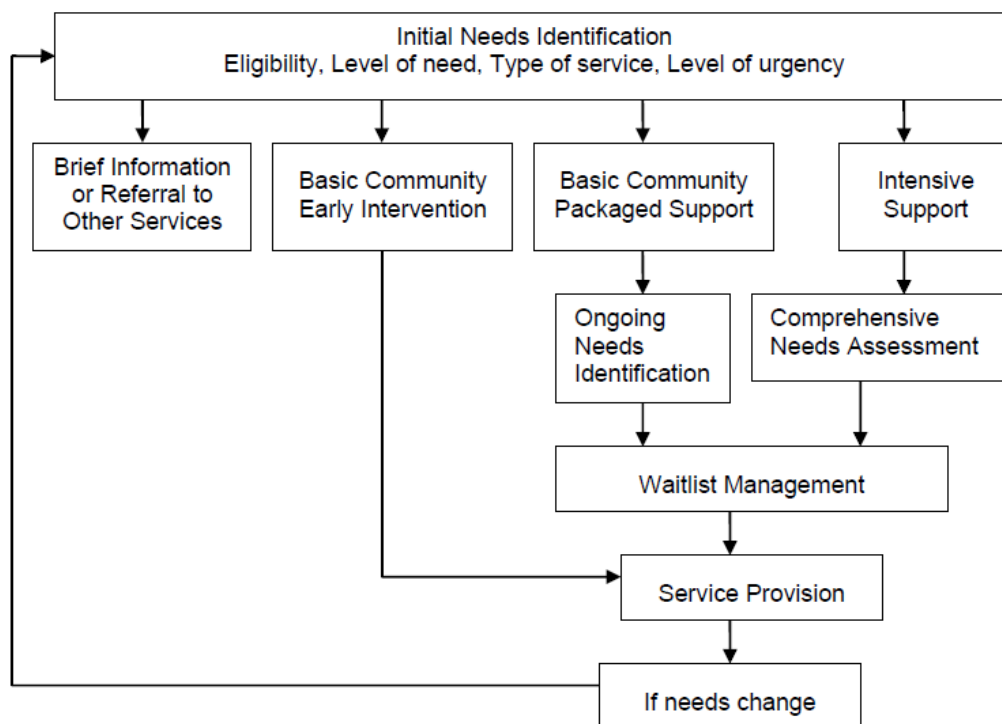 Initial Needs Identification
Eligibility, Level of need, Type of service, Level of urgency
Brief Information
or Referral to
Other Services
Basic Community
Early Intervention
Basic Community
Packaged Support
Intensive
Support
Ongoing
Needs
Identification
Comprehensive
Needs Assessment
Waitlist Management
Service Provision
If needs change